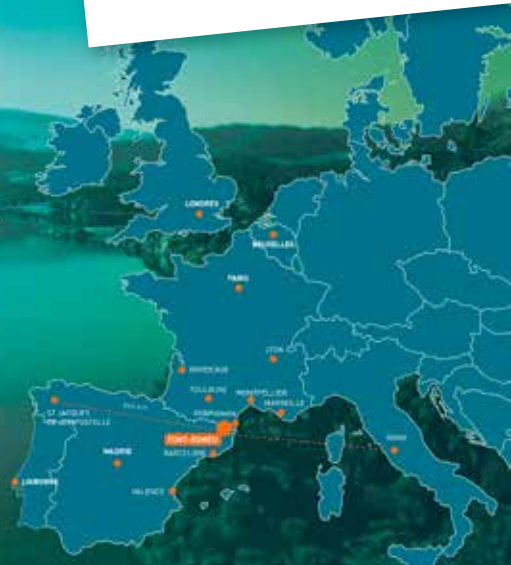 LONDRES
BRUXELLES
PARIS
LYON
BORDEAUX
TOULOUSE
MONTPELLIER
MARSEILLE
PERPIGNAN
ST JACQUES
DE COMPOSTELLE
FONT-ROMEU
BARCELONE
MADRID
ROME
LISBONNE
VALENCE